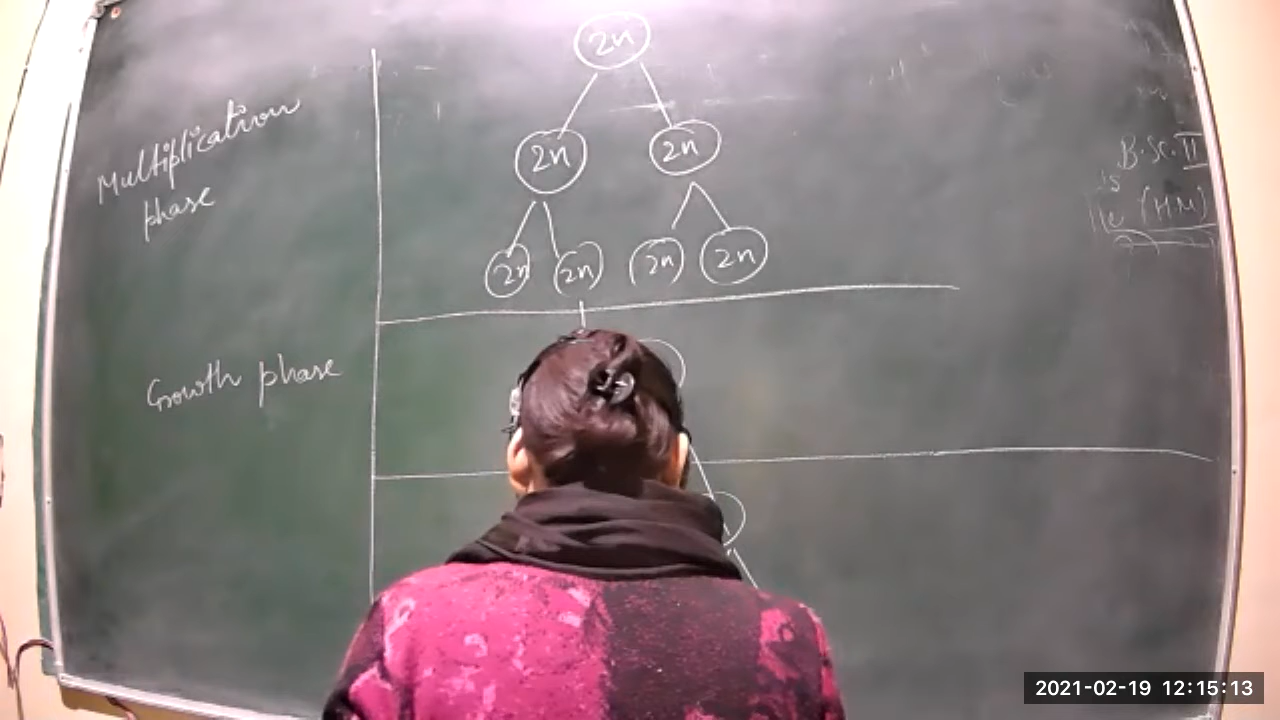 2n
Multiplication
phase
2n 2n
B.Sc. II
(HM)
2n 2n 2n 2n
Growth phase
2021-02-19 12:15:13